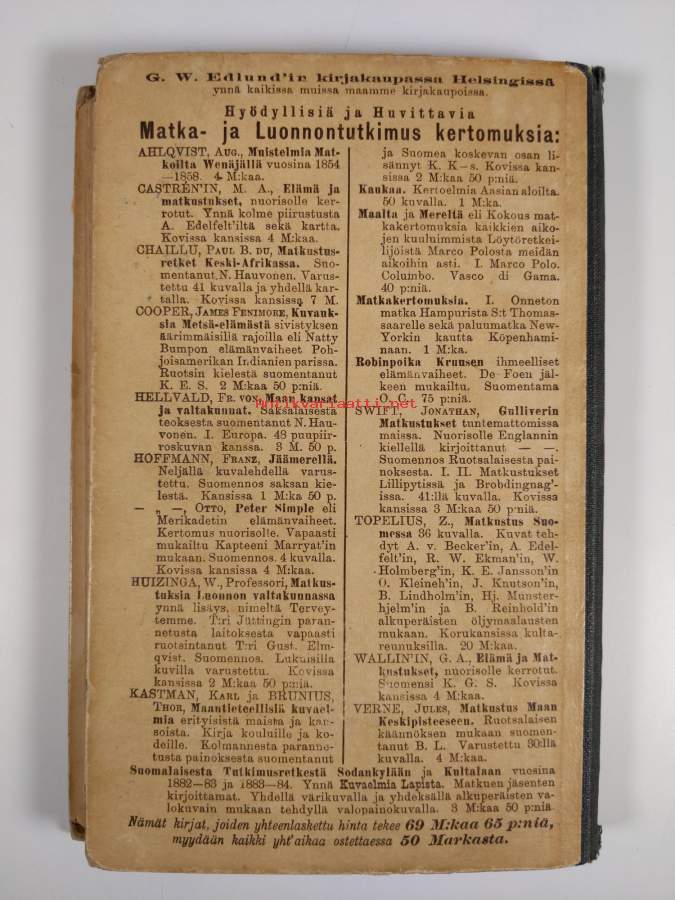 G. W. Edlund'in kirjakaupassa Helsingissä
ynnä kaikissa muissa maamme kirjakaupoissa.
Hyödyllisiä ja Huvittavia
Matka- ja Luonnontutkimus kertomuksia:
AHLQVIST, AUG., Muistelmia Mat-
koilta Wenäjällä vuosina 1854
—1858. 4 M:kaa.
CASTRÉN'IN, M. A., Elämä ja
matkustukset, nuorisolle ker-
rotut. Ynnä kolme piirustusta
A. Edelfelt'iltä sekä kartta.
Kovissa kansissa 4 M:kaa.
CHAILLU, PAUL B. DU, Matkustus-
retket Keski-Afrikassa. Suo-
mentanut N. Hauvonen. Varus-
tettu 41 kuvalla ja yhdellä kar-
talla. Kovissa kansissa 7 M.
COOPER, JAMES FENIMORE, Kuvauk-
sia Metsä-elämästä sivistyksen
äärimmäisillä rajoilla eli Natty
Bumpon elämänvaiheet Poh-
joisamerikan Indianien parissa.
Ruotsin kielestä suomentanut
K. E. S. 2 M:kaa 50 p:niä.
HELLVALD, FR. VON, Maan kansat
ja valtakunnat. Saksalaisesta
teoksesta suomentanut N. Hau-
vonen. I. Europa. 48 puupiir-
roskuvan kanssa. 3 M. 50 p.
HOFFMANN, FRANZ, Jäämerellä.
Neljällä kuvalehdellä varus-
tettu. Suomennos saksan kie-
lestä. Kansissa 1 M:ka 50 p.
— „ —, OTTO, Peter Simple eli
Merikadetin elämänvaiheet.
Kertomus nuorisolle. Vapaasti
mukailtu Kapteeni Marryat'in
mukaan. Suomennos. 4 kuvalla.
Kovissa kansissa 4 M:kaa.
HUIZINGA, W., Professori, Matkus-
tuksia Luonnon valtakunnassa
ynnä lisäys, nimeltä Tervey-
temme. T:ri Jüttingin paran-
netusta laitoksesta vapaasti
ruotsintanut T:ri Gust. Elm-
qvist. Suomennos. Lukuisilla
kuvilla varustettu. Kovissa
kansissa 2 M:kaa 50 p:niä.
KASTMAN, KARL ja BRUNIUS,
THOR, Maantieteellisiä kuvael-
mia erityisistä maista ja kan-
soista. Kirja kouluille ja ko-
deille. Kolmannesta paranne-
tusta painoksesta suomentanut
ja Suomea koskevan osan li-
sännyt K. K—s. Kovissa kan-
sissa 2 M:kaa 50 p:niä.
Kaukaa. Kertoelmia Aasian aloilta.
50 kuvalla. 1 M:ka.
Maalta ja Mereltä eli Kokous mat-
kakertomuksia kaikkien aiko-
jen kuuluimmista Löytöretkei-
lijöistä Marco Polosta meidän
aikoihin asti. I. Marco Polo.
Columbo. Vasco di Gama.
40 p:niä.
Matkakertomuksia. I. Onneton
matka Hampurista S:t Thomas-
saarelle sekä paluumatka New-
Yorkin kautta Köpenhami-
naan. 1 M:ka.
Robinpoika Kruusen ihmeelliset
elämänvaiheet. De Foen jäl-
keen mukailtu. Suomentama
O. C. 75 p:niä.
antikvariaatti.net
SWIFT, JONATHAN, Gulliverin
Matkustukset tuntemattomissa
maissa. Nuorisolle Englannin
kielellä kirjoittanut — —.
Suomennos Ruotsalaisesta pai-
noksesta. I. II. Matkustukset
Lillipytissä ja Brobdingnag'-
issa. 41:llä kuvalla. Kovissa
kansissa 3 M:kaa 50 p:niä.
TOPELIUS, Z., Matkustus Suo-
messa 36 kuvalla. Kuvat teh-
dyt A. v. Becker'in, A. Edel-
felt'in, R. W. Ekman'in, W.
Holmberg'in, K. E. Jansson'in
O. Kleineh'in, J. Knutson'in,
B. Lindholm'in, Hj. Munster-
hjelm'in ja B. Reinhold'in
alkuperäisten öljymaalausten
mukaan. Korukansissa kulta-
reunuksilla. 20 M:kaa.
WALLIN'IN, G. A., Elämä ja Mat-
kustukset, nuorisolle kerrotut.
Suomensi K. G. S. Kovissa
kansissa 4 M:kaa.
VERNE, JULES, Matkustus Maan
Keskipisteeseen. Ruotsalaisen
käännöksen mukaan suomen-
tanut B. L. Varustettu 30:llä
kuvalla. 4 M:kaa.
Suomalaisesta Tutkimusretkestä Sodankylään ja Kultalaan vuosina
1882—83 ja 1883—84. Ynnä Kuvaelmia Lapista. Matkuen jäsenten
kirjoittamat. Yhdellä värikuvalla ja yhdeksällä alkuperäisten va-
lokuvain mukaan tehdyllä valopainokuvalla. 3 M:kaa 50 p:niä
Nämät kirjat, joiden yhteenlaskettu hinta tekee 69 M:kaa 65 p:niä,
myydään kaikki yht'aikaa ostettaessa 50 Markasta.